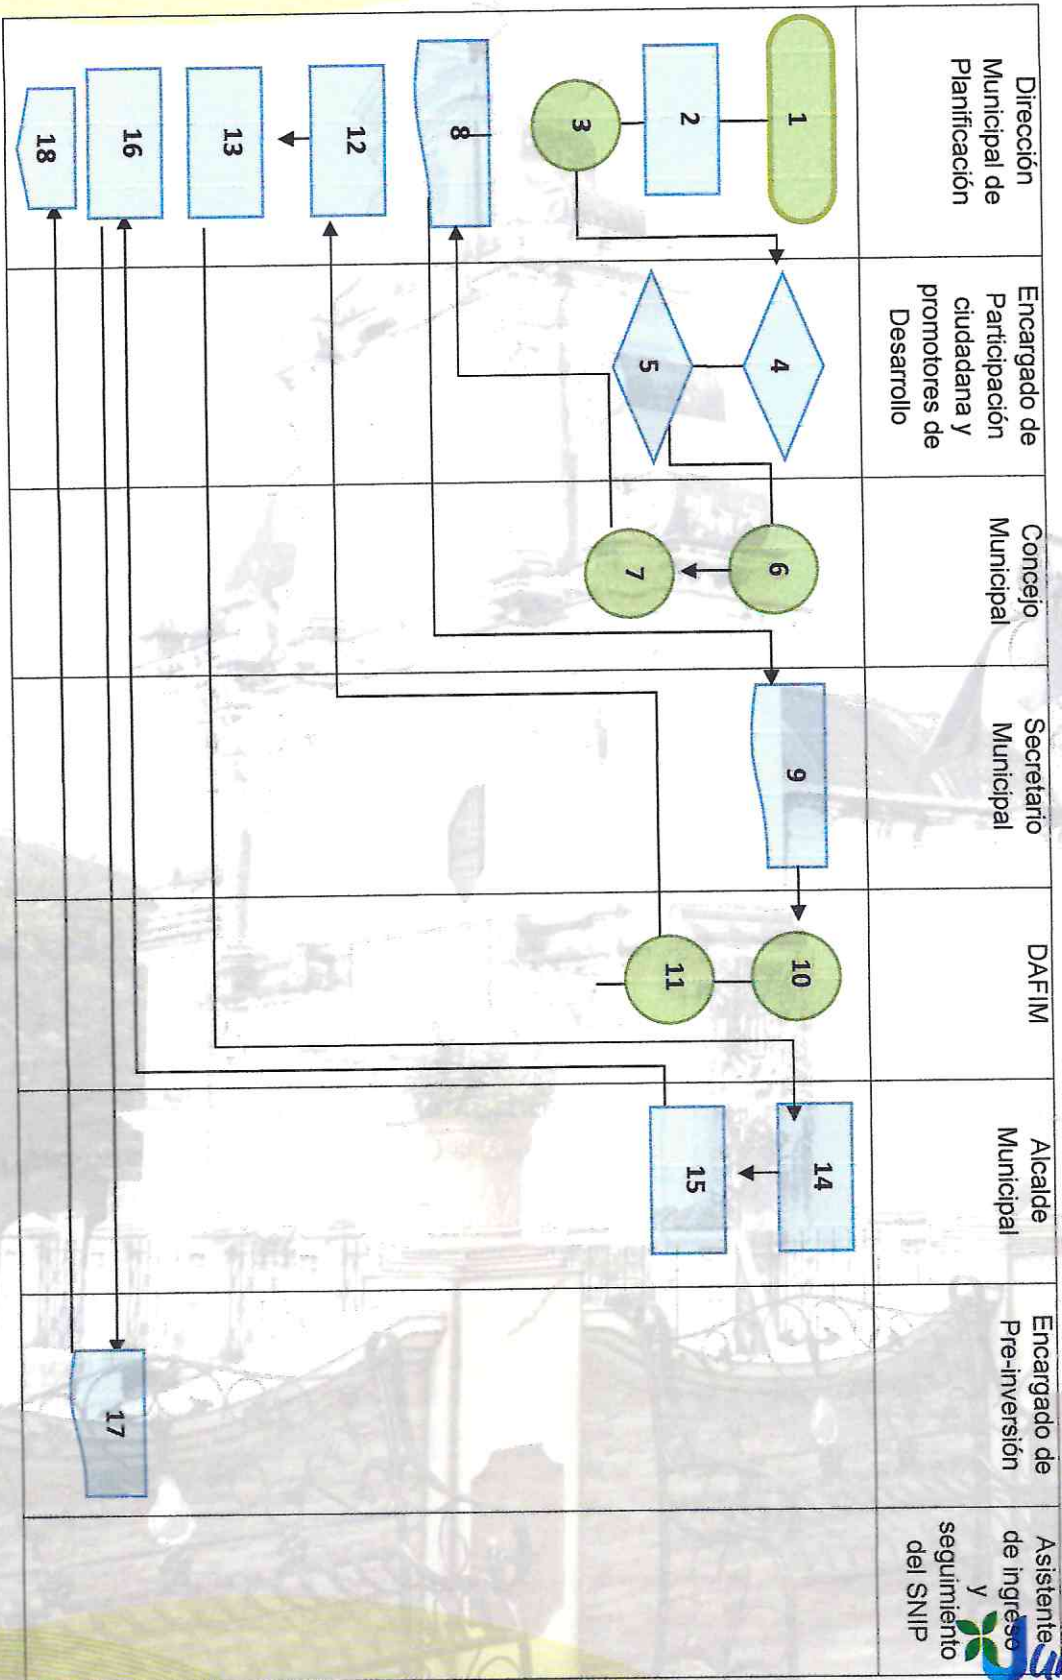 Dirección
Municipal de
Planificación
Encargado de
Participación
ciudadana y
promotores de
Desarrollo
Concejo
Municipal
Secretario
Municipal
DAFIM
Alcalde
Municipal
Encargado de
Pre-inversión
Asistente
de ingreso
y
seguimiento
del SNIP
1
2
3
4
5
6
7
8
9
10
11
12
13
14
15
16
17
18